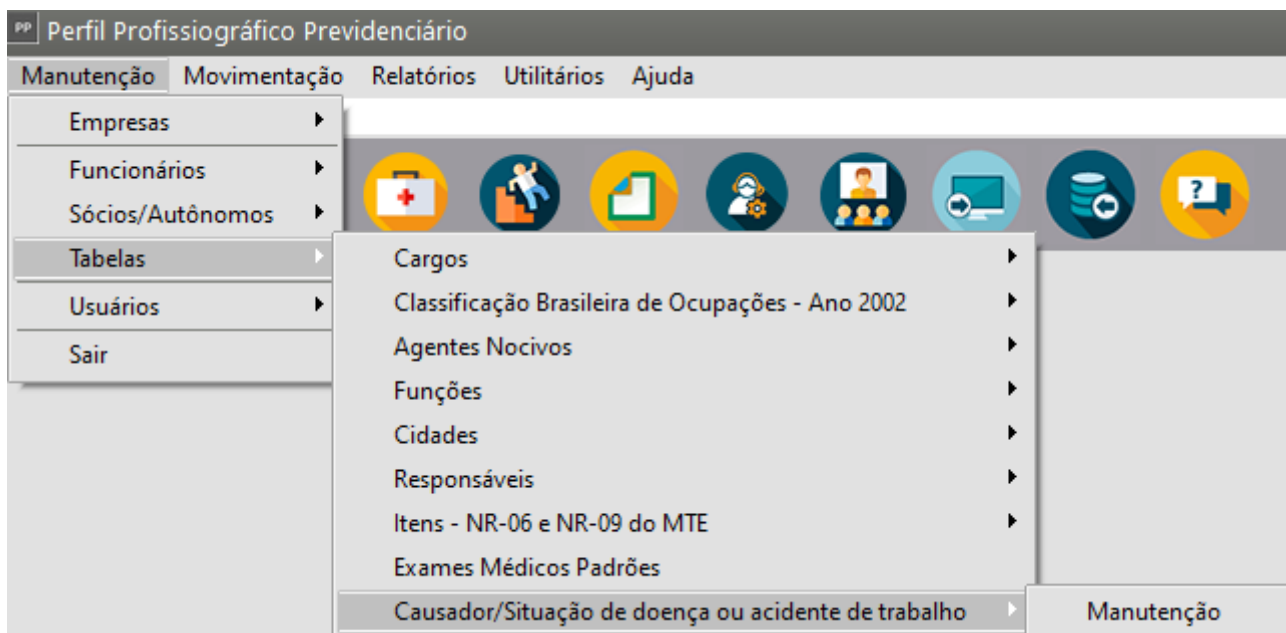 PP Perfil Profissiográfico Previdenciário
Manutenção Movimentação Relatórios Utilitários Ajuda
Empresas
Funcionários
Sócios/Autônomos
Tabelas
Usuários
Sair
Cargos
Classificação Brasileira de Ocupações - Ano 2002
Agentes Nocivos
Funções
Cidades
Responsáveis
Itens - NR-06 e NR-09 do MTE
Exames Médicos Padrões
Causador/Situação de doença ou acidente de trabalho
Manutenção